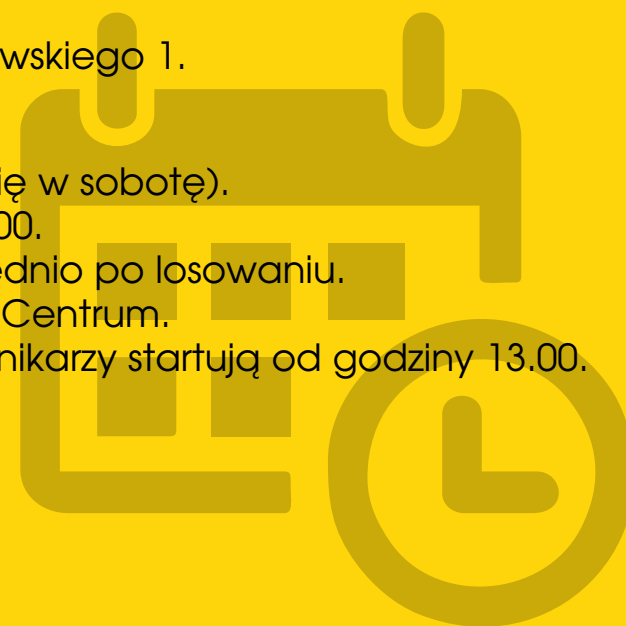 wskiego 1.
ię w sobotę).
00.
ednio po losowaniu.
Centrum.
nikarzy startują od godziny 13.00.